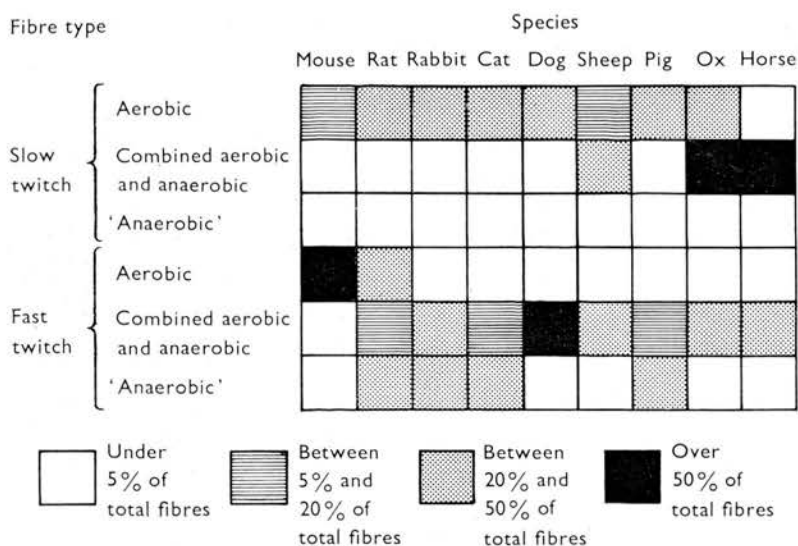 Fibre type
Species
Mouse Rat Rabbit Cat Dog Sheep Pig Ox Horse
Slow
twitch
Aerobic
Combined aerobic
and anaerobic
'Anaerobic'
Fast
twitch
Aerobic
Combined aerobic
and anaerobic
'Anaerobic'
Under
5% of
total fibres
Between
5% and
20% of
total fibres
Between
20% and
50% of
total fibres
Over
50% of
total fibres